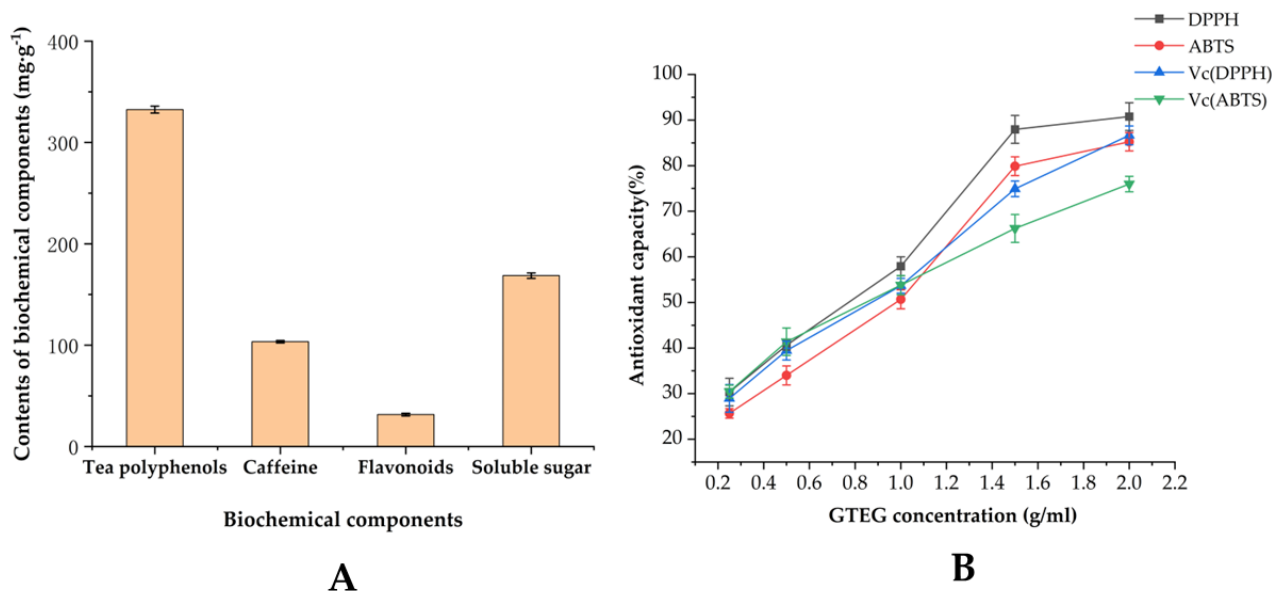 Contents of biochemical components (mg·g⁻¹)
400
300
200
100
0
Tea polyphenols Caffeine Flavonoids Soluble sugar
Biochemical components
A
DPPH
ABTS
Vc(DPPH)
Vc(ABTS)
Antioxidant capacity(%)
100
90
80
70
60
50
40
30
20
0.2 0.4 0.6 0.8 1.0 1.2 1.4 1.6 1.8 2.0 2.2
GTEG concentration (g/ml)
B